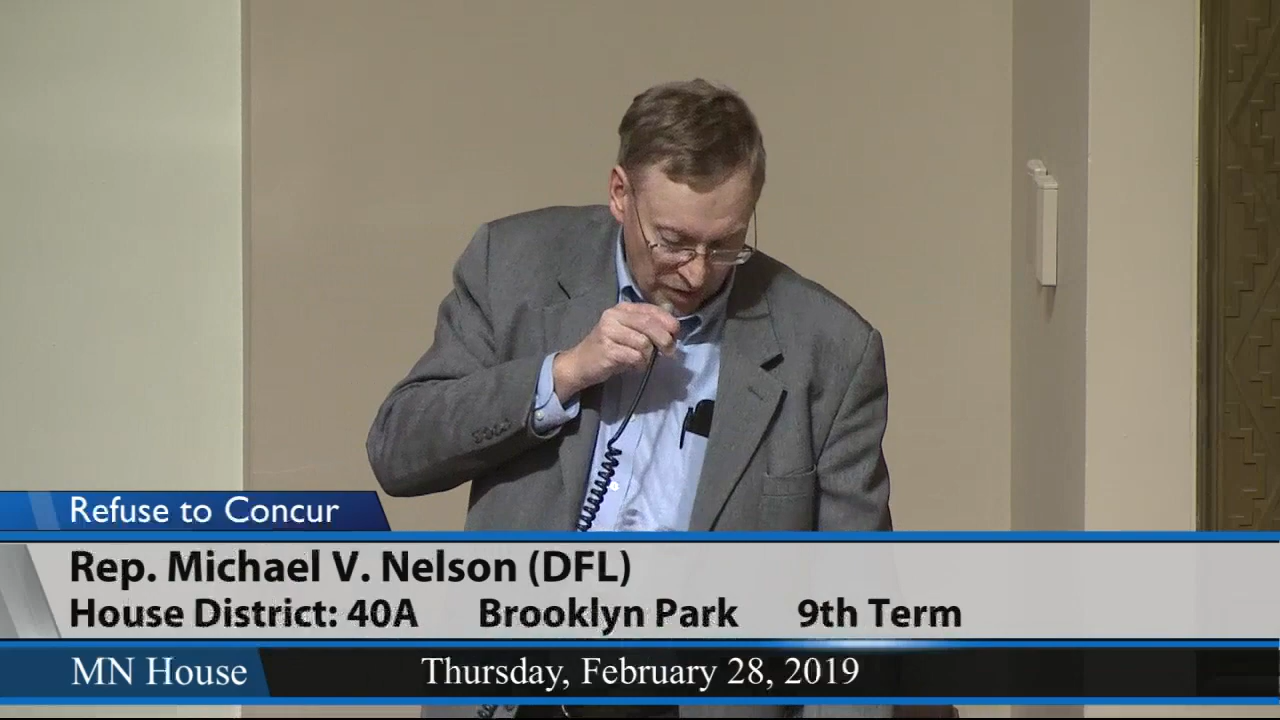 Refuse to Concur
Rep. Michael V. Nelson (DFL)
House District: 40A Brooklyn Park 9th Term
MN House Thursday, February 28, 2019